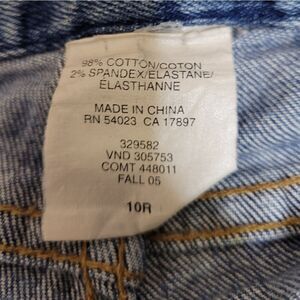 98% COTTON/COTON
2% SPANDEX/ELASTANE/
ÉLASTHANNE
MADE IN CHINA
RN 54023 CA 17897
329582
VND 305753
COMT 448011
FALL 05
10R